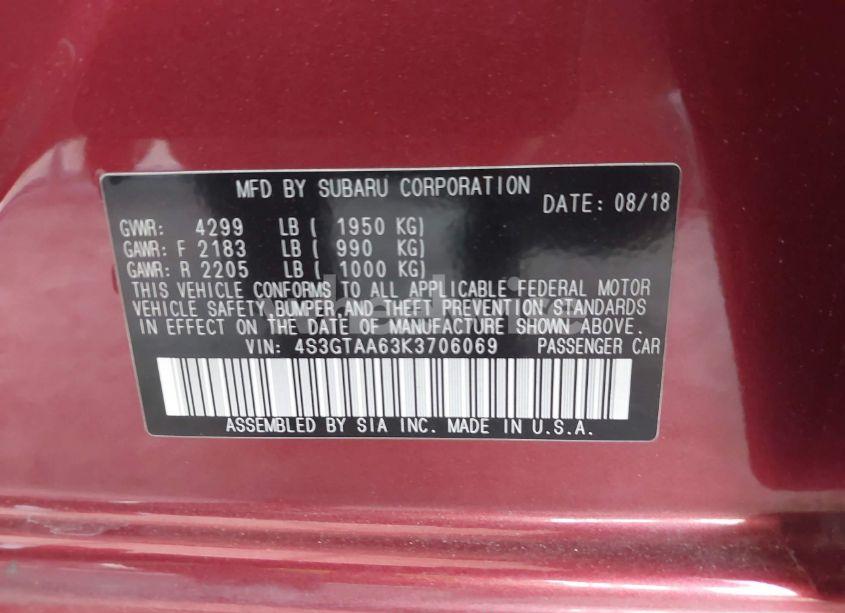 MFD BY SUBARU CORPORATION
DATE: 08/18
GVWR: 4299 LB ( 1950 KG)
GAWR: F 2183 LB ( 990 KG)
GAWR: R 2205 LB ( 1000 KG)
THIS VEHICLE CONFORMS TO ALL APPLICABLE FEDERAL MOTOR
VEHICLE SAFETY,BUMPER,AND THEFT PREVENTION STANDARDS
IN EFFECT ON THE DATE OF MANUFACTURE SHOWN ABOVE.
VIN: 4S3GTAA63K3706069 PASSENGER CAR
ASSEMBLED BY SIA INC. MADE IN U.S.A.